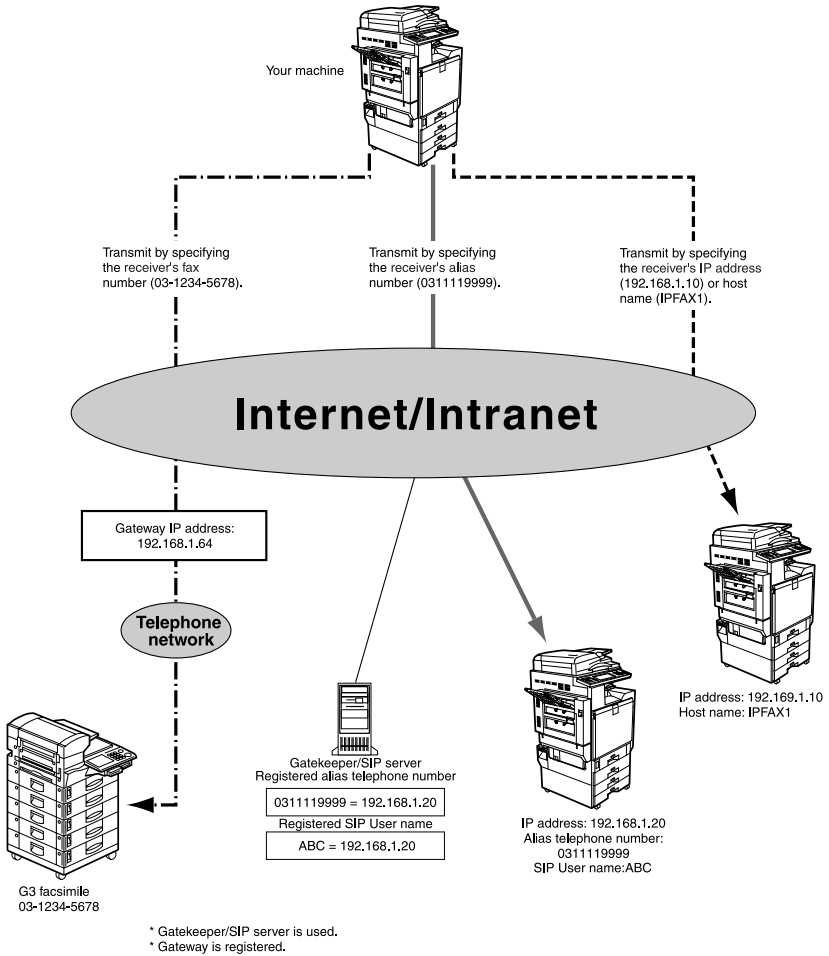 Your machine
Transmit by specifying
the receiver's fax
number (03-1234-5678).
Transmit by specifying
the receiver's alias
number (0311119999).
Transmit by specifying
the receiver's IP address
(192.168.1.10) or host
name (IPFAX1).
Internet/Intranet
Gateway IP address:
192.168.1.64
Telephone
network
IP address: 192.169.1.10
Host name: IPFAX1
Gatekeeper/SIP server
Registered alias telephone number
0311119999 = 192.168.1.20
Registered SIP User name
ABC = 192.168.1.20
IP address: 192.168.1.20
Alias telephone number:
0311119999
SIP User name:ABC
G3 facsimile
03-1234-5678
* Gatekeeper/SIP server is used.
* Gateway is registered.